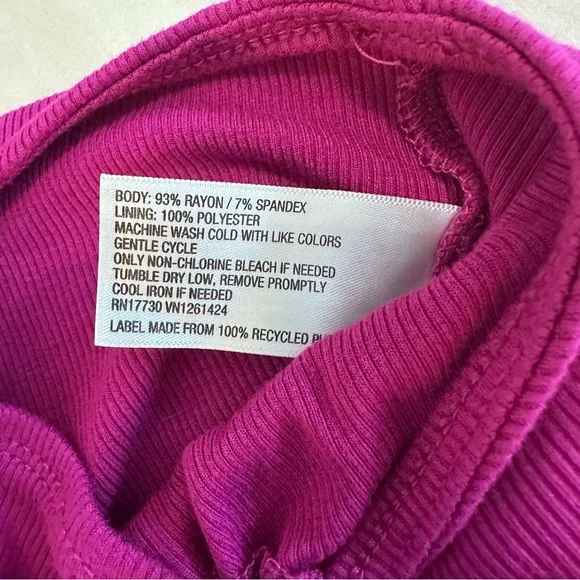 BODY: 93% RAYON / 7% SPANDEX
LINING: 100% POLYESTER
MACHINE WASH COLD WITH LIKE COLORS
GENTLE CYCLE
ONLY NON-CHLORINE BLEACH IF NEEDED
TUMBLE DRY LOW, REMOVE PROMPTLY
COOL IRON IF NEEDED
RN17730 VN1261424
LABEL MADE FROM 100% RECYCLED